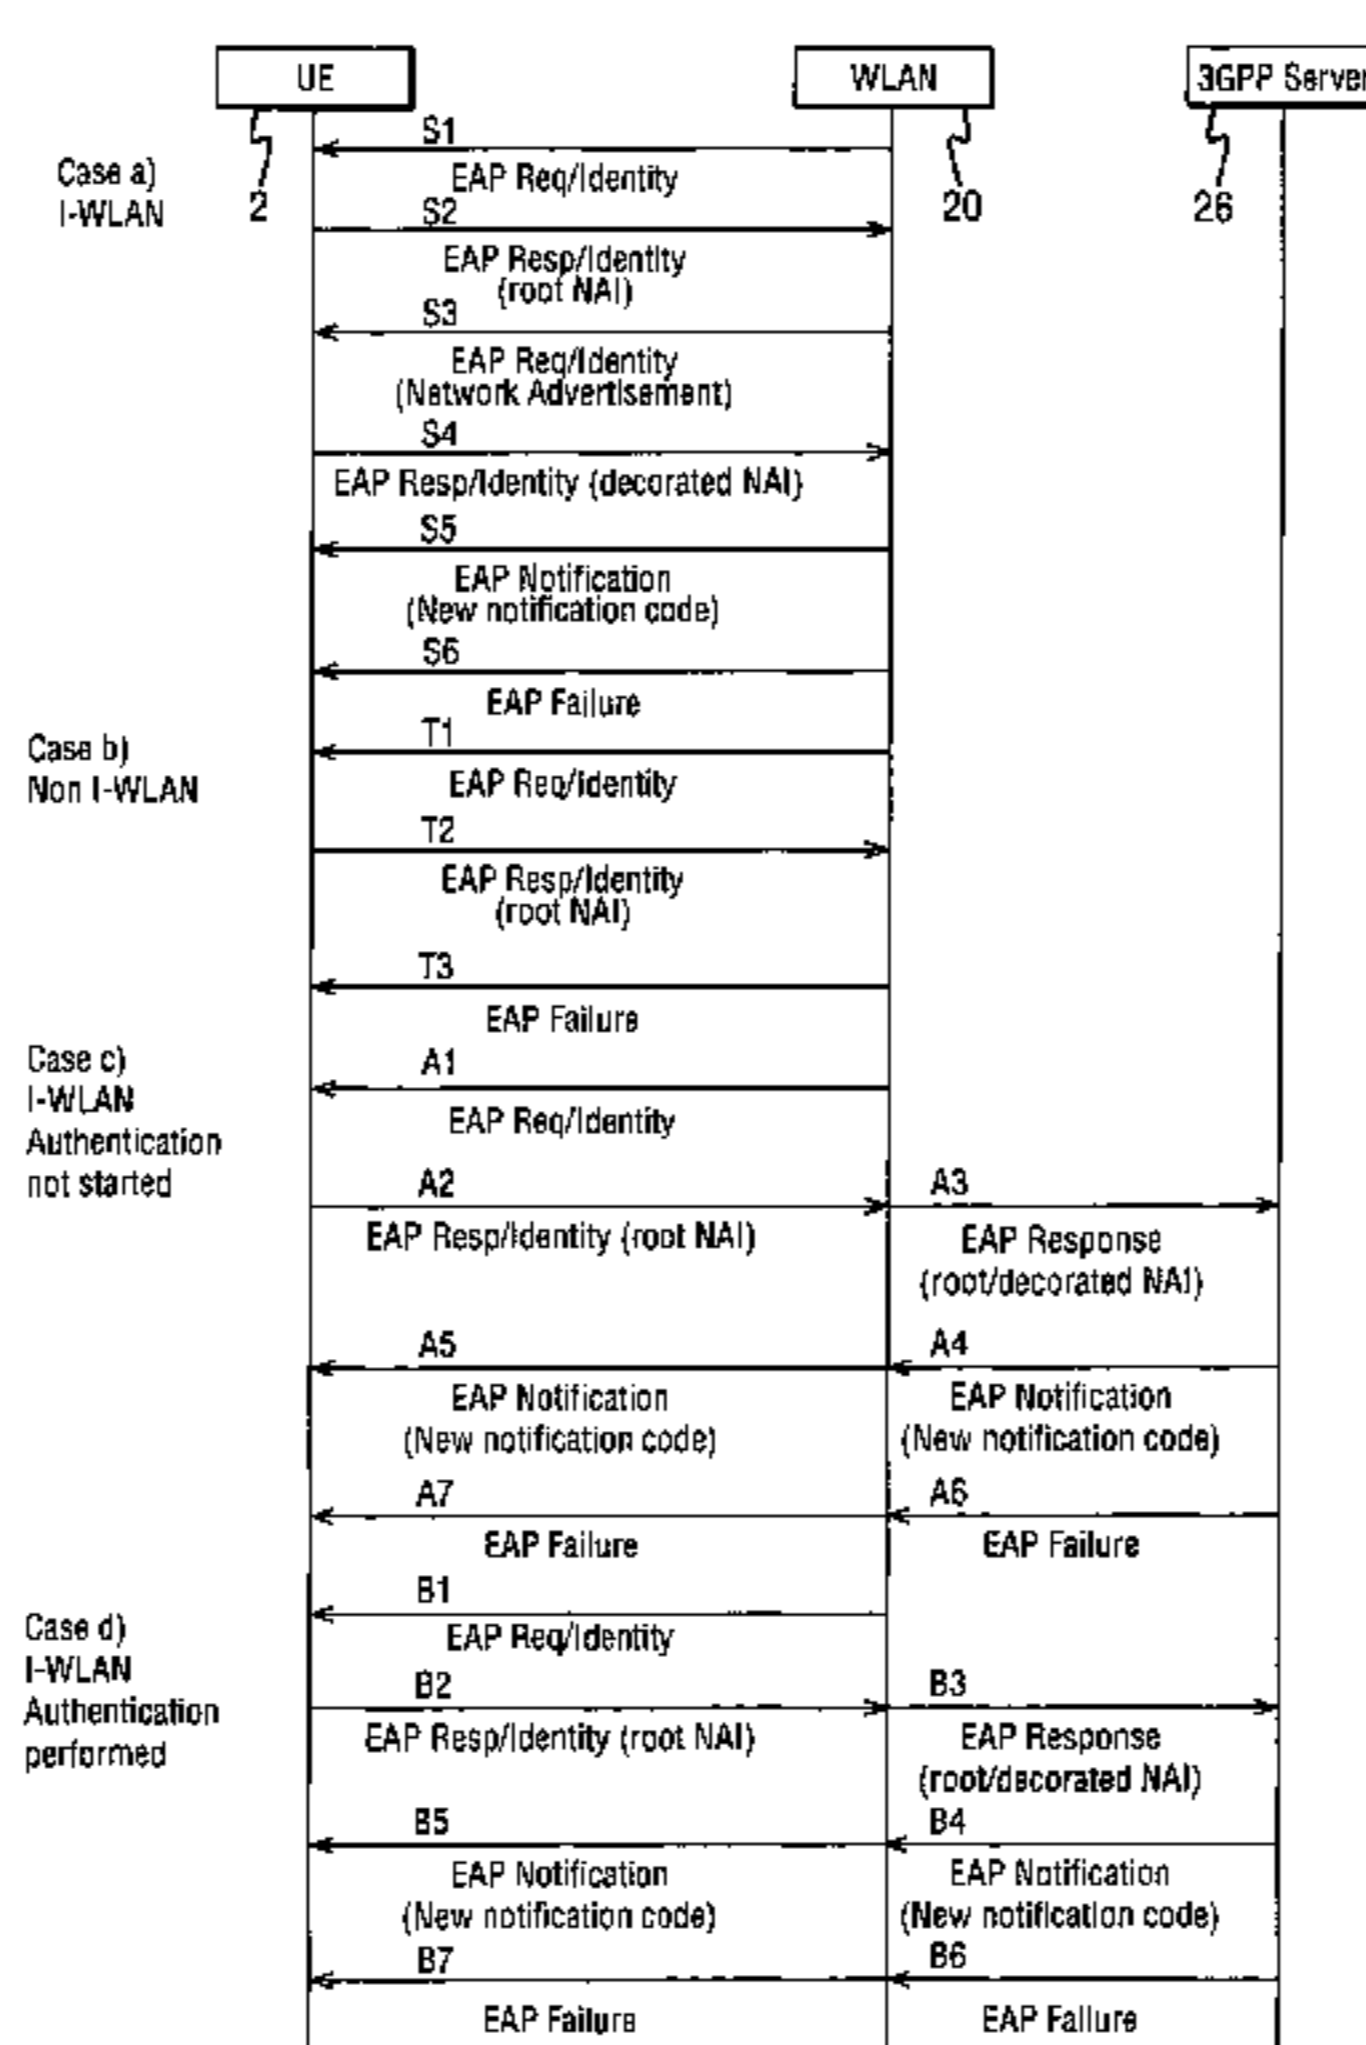 UE
WLAN
3GPP Server
S1
Case a)
I-WLAN
EAP Req/Identity
2
20
26
S2
EAP Resp/Identity
(root NAI)
S3
EAP Req/Identity
(Network Advertisement)
S4
EAP Resp/Identity (decorated NAI)
S5
EAP Notification
(New notification code)
S6
EAP Failure
Case b)
Non I-WLAN
T1
EAP Req/Identity
T2
EAP Resp/Identity
(root NAI)
T3
EAP Failure
Case c)
I-WLAN
Authentication
not started
A1
EAP Req/Identity
A2
A3
EAP Resp/Identity (root NAI)
EAP Response
(root/decorated NAI)
A5
A4
EAP Notification
(New notification code)
EAP Notification
(New notification code)
A7
A6
EAP Failure
EAP Failure
B1
Case d)
I-WLAN
Authentication
performed
EAP Req/Identity
B2
B3
EAP Resp/Identity (root NAI)
EAP Response
(root/decorated NAI)
B5
B4
EAP Notification
(New notification code)
EAP Notification
(New notification code)
B7
B6
EAP Failure
EAP Failure